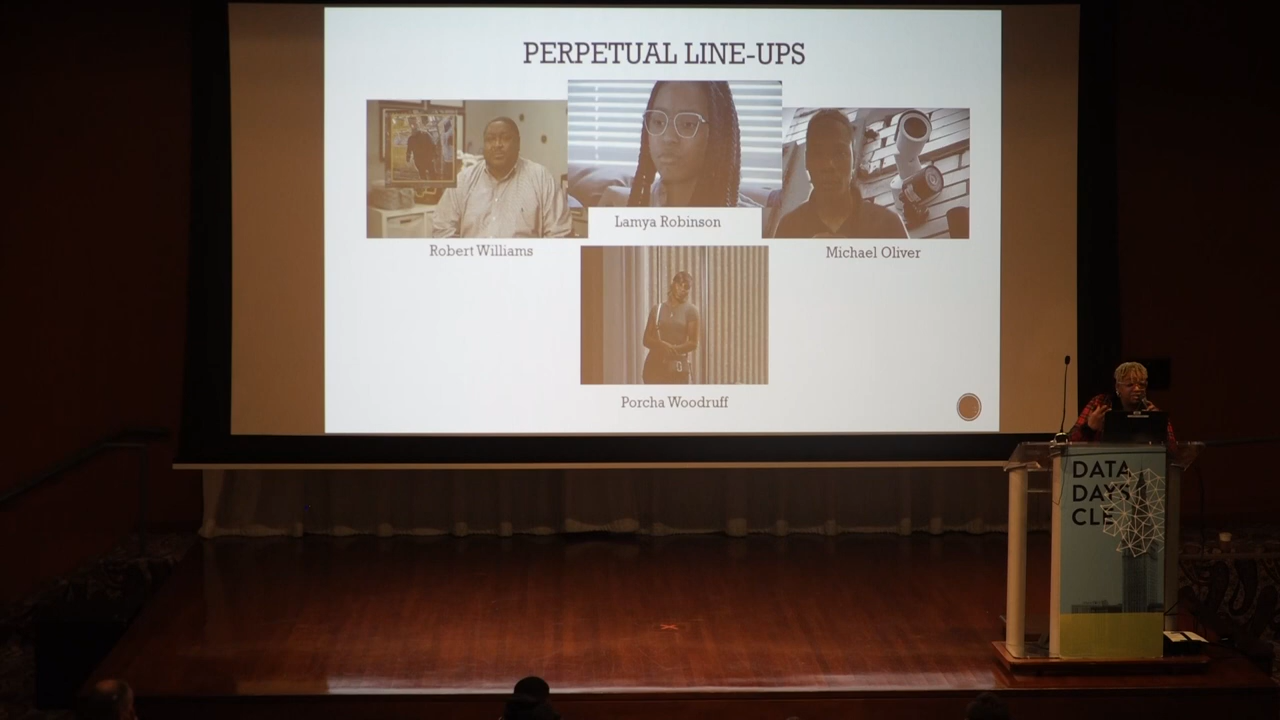 PERPETUAL LINE-UPS
Lamya Robinson
Robert Williams
Michael Oliver
Porcha Woodruff
DATA
DAYS
CLE